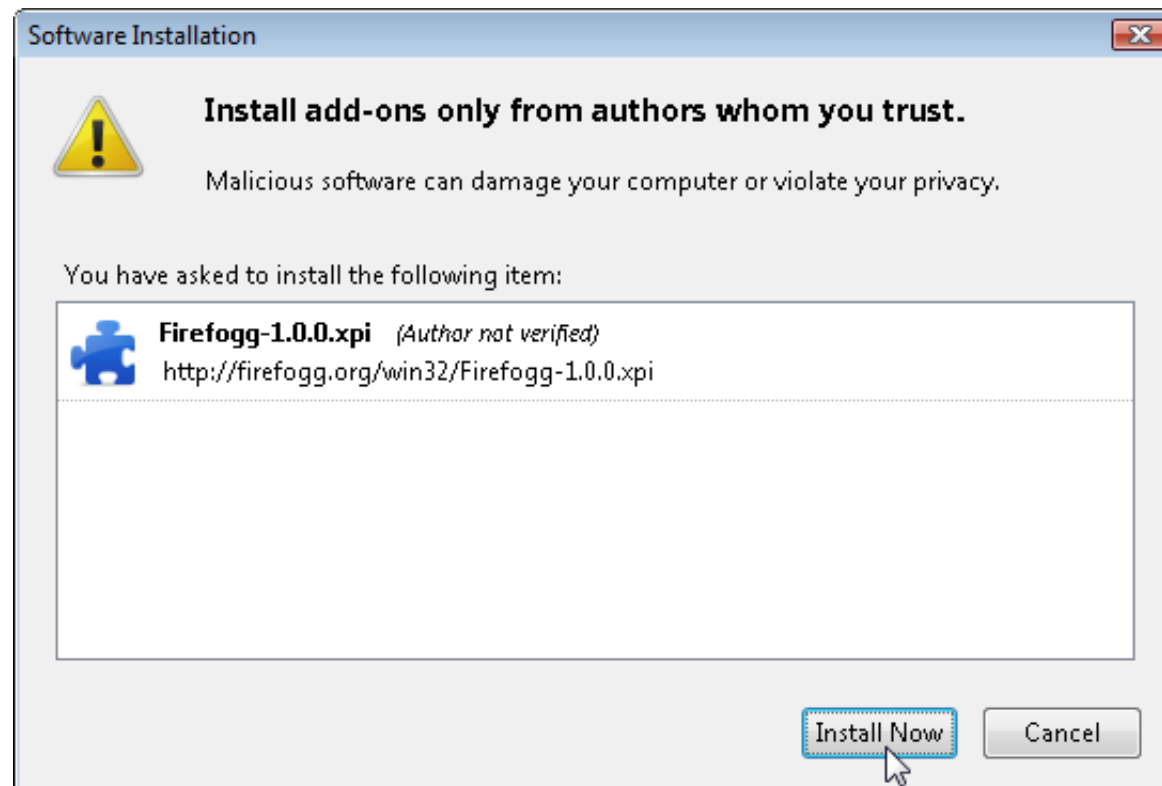 Software Installation
Install add-ons only from authors whom you trust.
Malicious software can damage your computer or violate your privacy.
You have asked to install the following item:
Firefogg-1.0.0.xpi (Author not verified)
http://firefogg.org/win32/Firefogg-1.0.0.xpi
Install Now Cancel